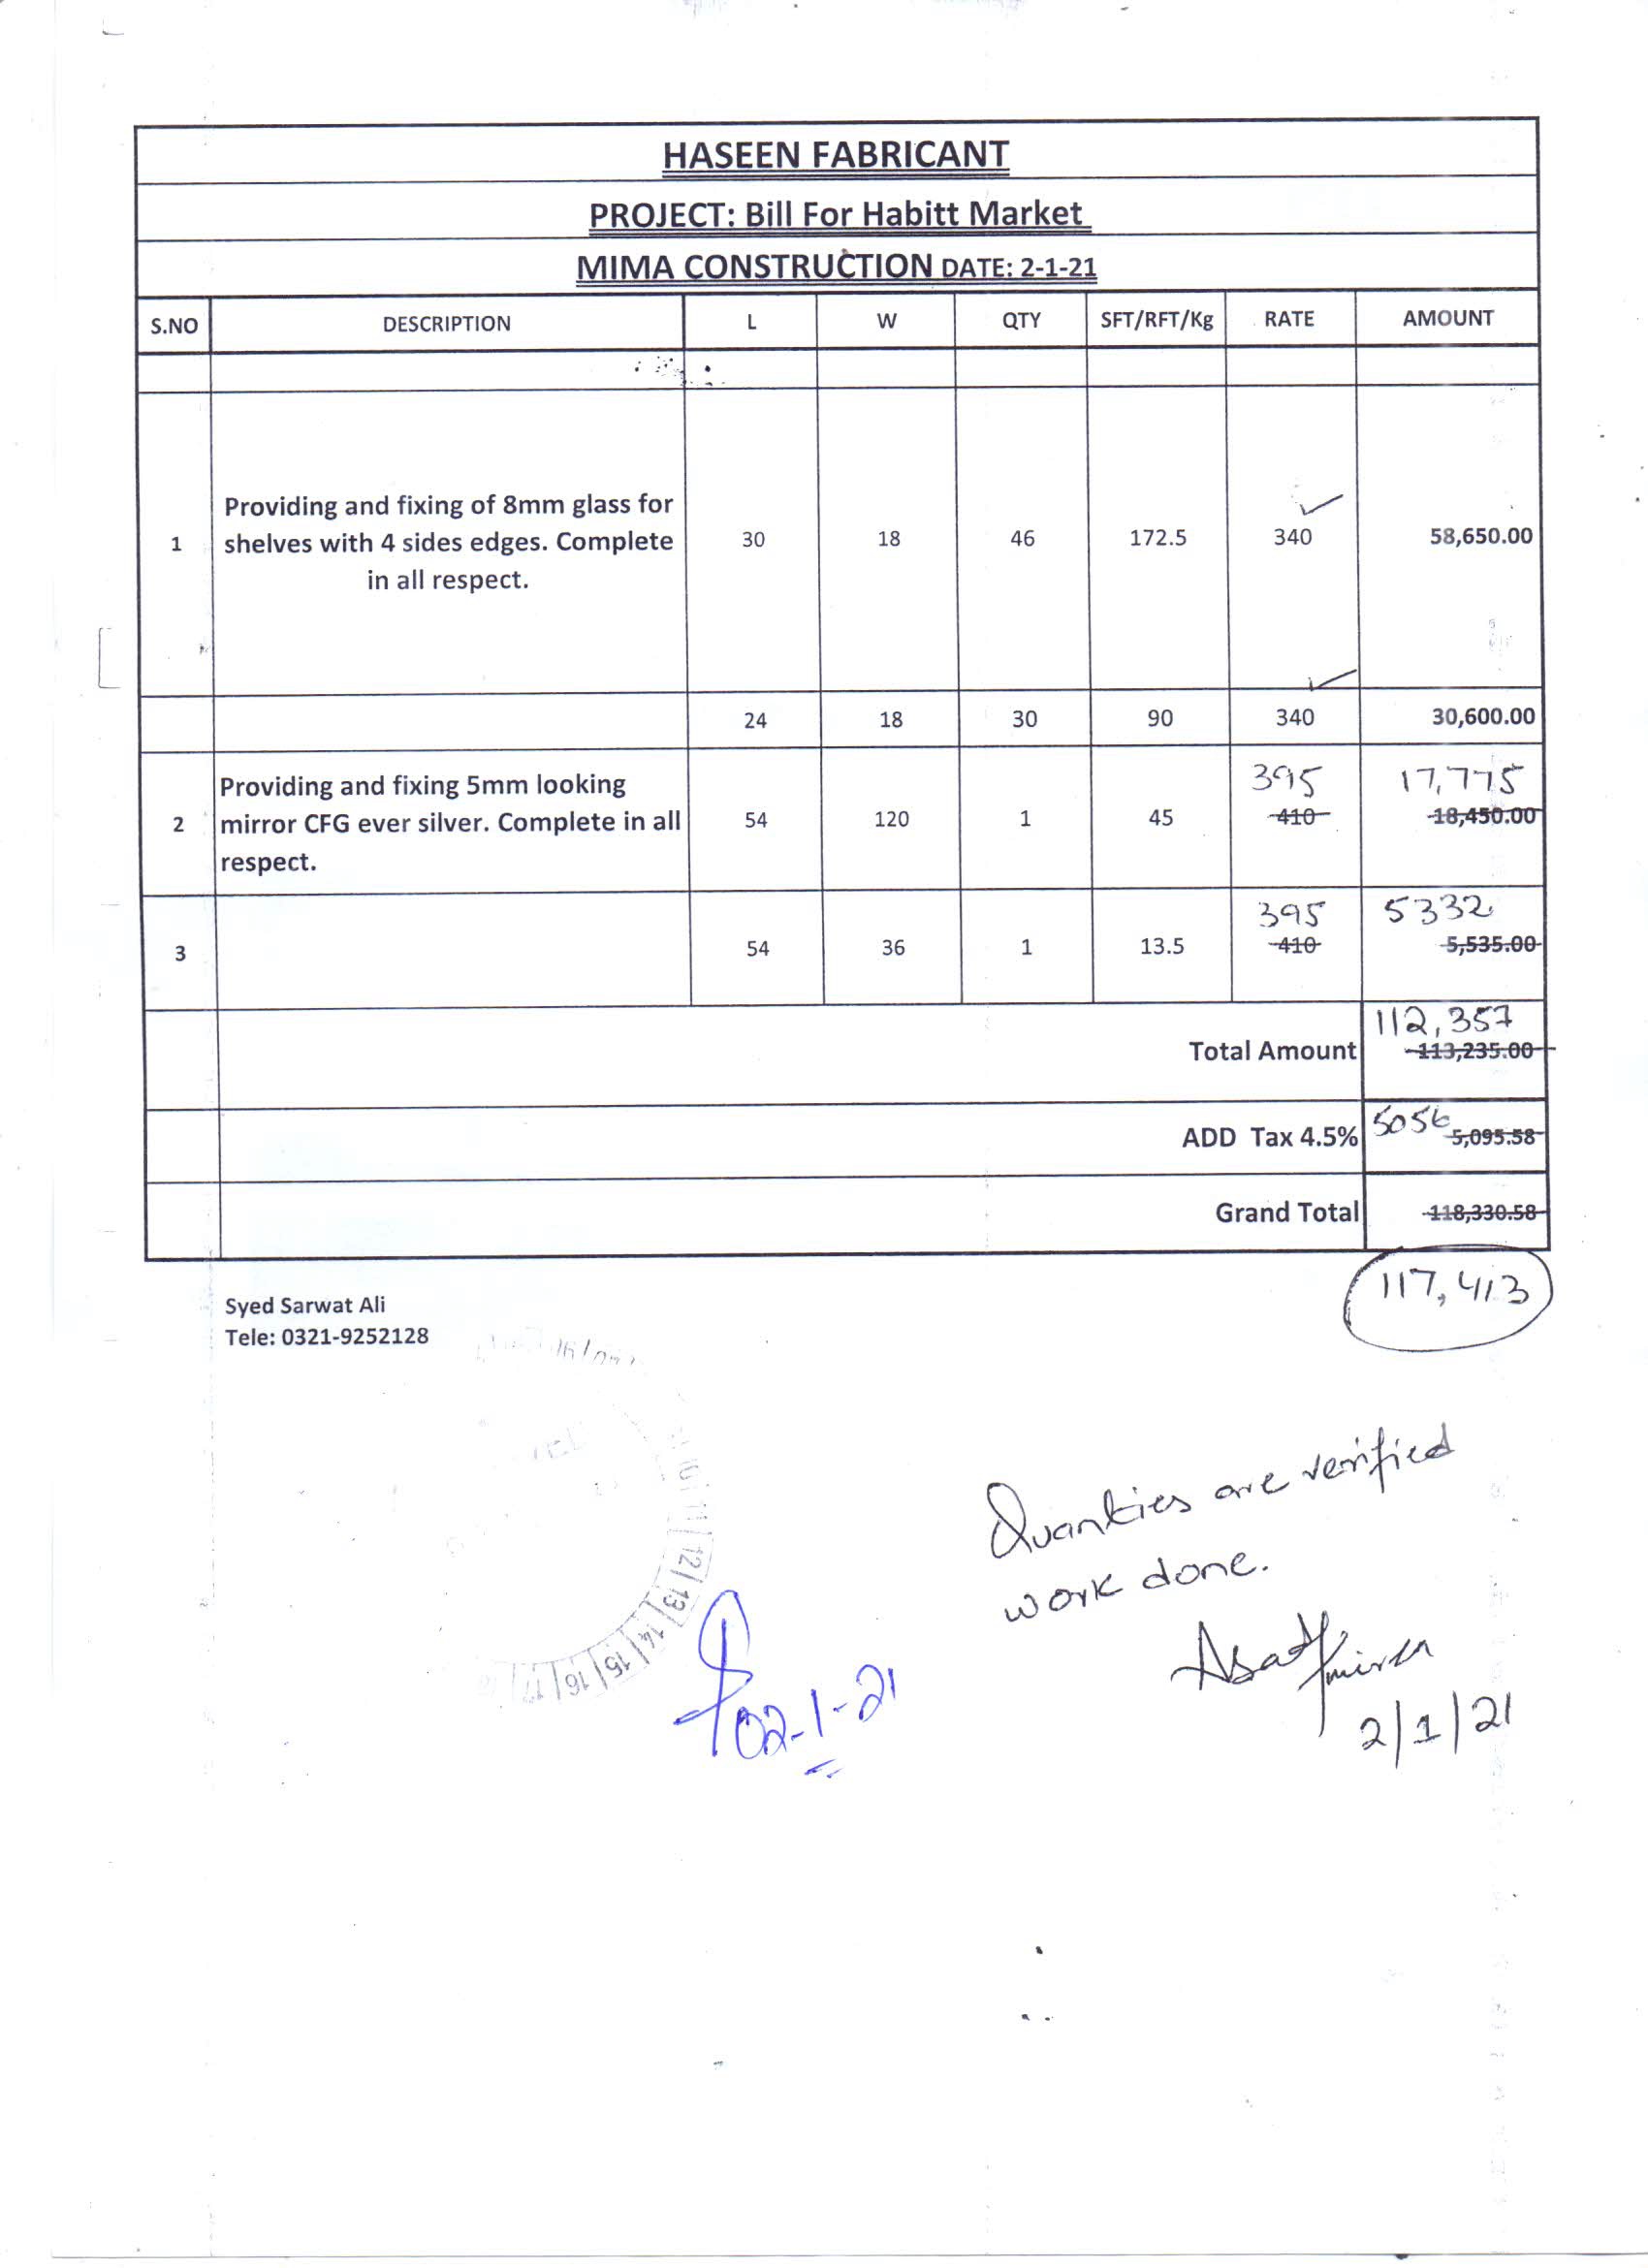 HASEEN FABRICANT
PROJECT: Bill For Habitt Market
MIMA CONSTRUCTION DATE: 2-1-21
S.NO DESCRIPTION L W QTY SFT/RFT/Kg RATE AMOUNT
Providing and fixing of 8mm glass for
1 shelves with 4 sides edges. Complete 30 18 46 172.5 340 58,650.00
in all respect.
24 18 30 90 340 30,600.00
395 17,775
Providing and fixing 5mm looking
2 mirror CFG ever silver. Complete in all 54 120 1 45 410 18,450.00
respect.
395 5332
3 54 36 1 13.5 410 5,535.00
112,357
Total Amount 113,235.00
ADD Tax 4.5% 5056 5,095.58
Grand Total 118,330.58
117,413
Syed Sarwat Ali
Tele: 0321-9252128
Quanties are verified
work done.
12 13 14 15 16 17
02-1-21
2/1/21